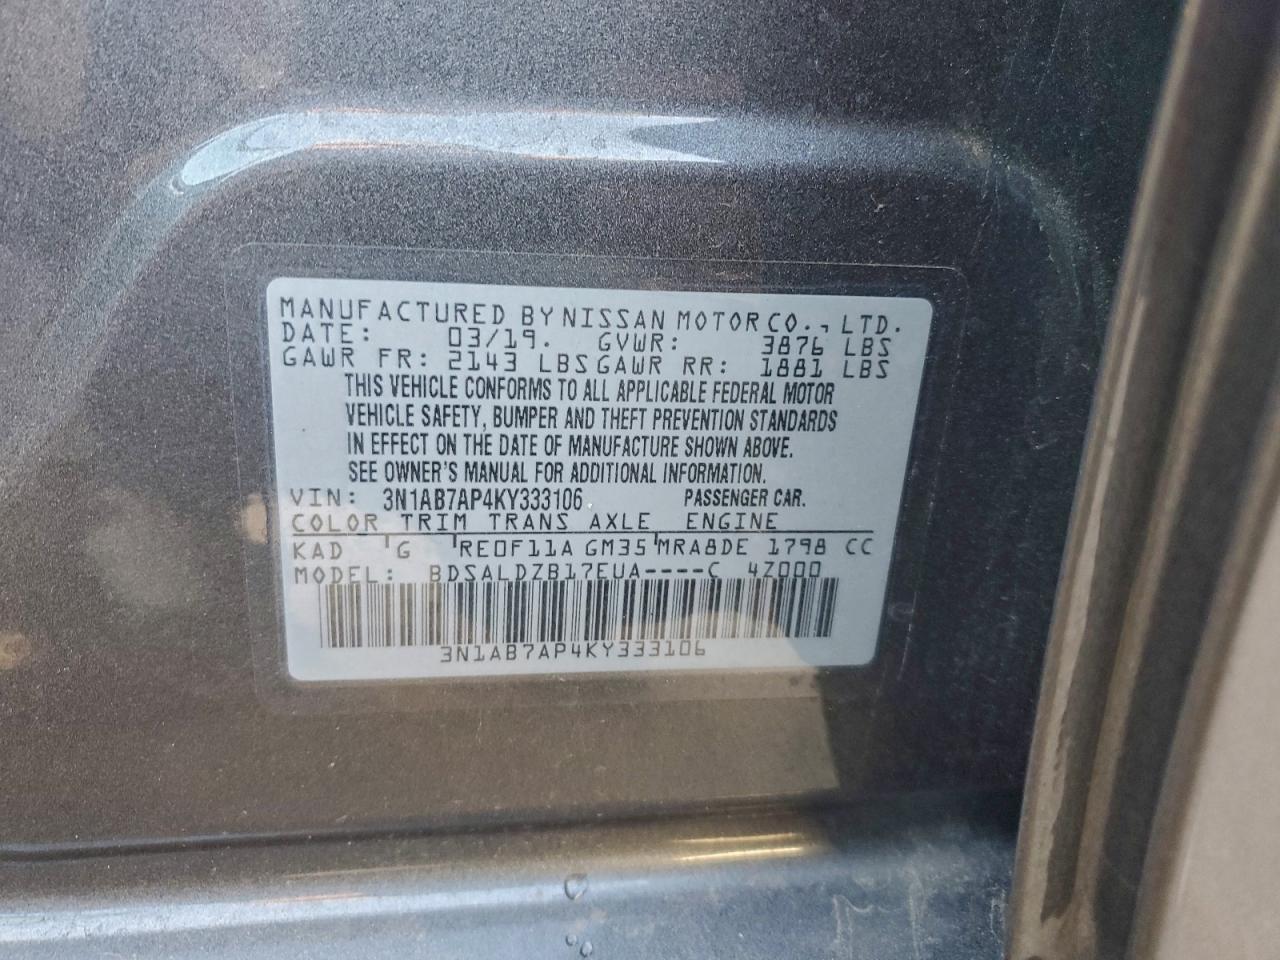 MANUFACTURED BY NISSAN MOTOR CO., LTD.
DATE: 03/19. GVWR: 3876 LBS
GAWR FR: 2143 LBS GAWR RR: 1881 LBS
THIS VEHICLE CONFORMS TO ALL APPLICABLE FEDERAL MOTOR
VEHICLE SAFETY, BUMPER AND THEFT PREVENTION STANDARDS
IN EFFECT ON THE DATE OF MANUFACTURE SHOWN ABOVE.
SEE OWNER'S MANUAL FOR ADDITIONAL INFORMATION.
VIN: 3N1AB7AP4KY333106 PASSENGER CAR.
COLOR TRIM TRANS AXLE ENGINE
KAD G RE0F11A GM35 MRA8DE 1798 CC
MODEL: BDSALDZB17EUA----C 4Z000
3N1AB7AP4KY333106